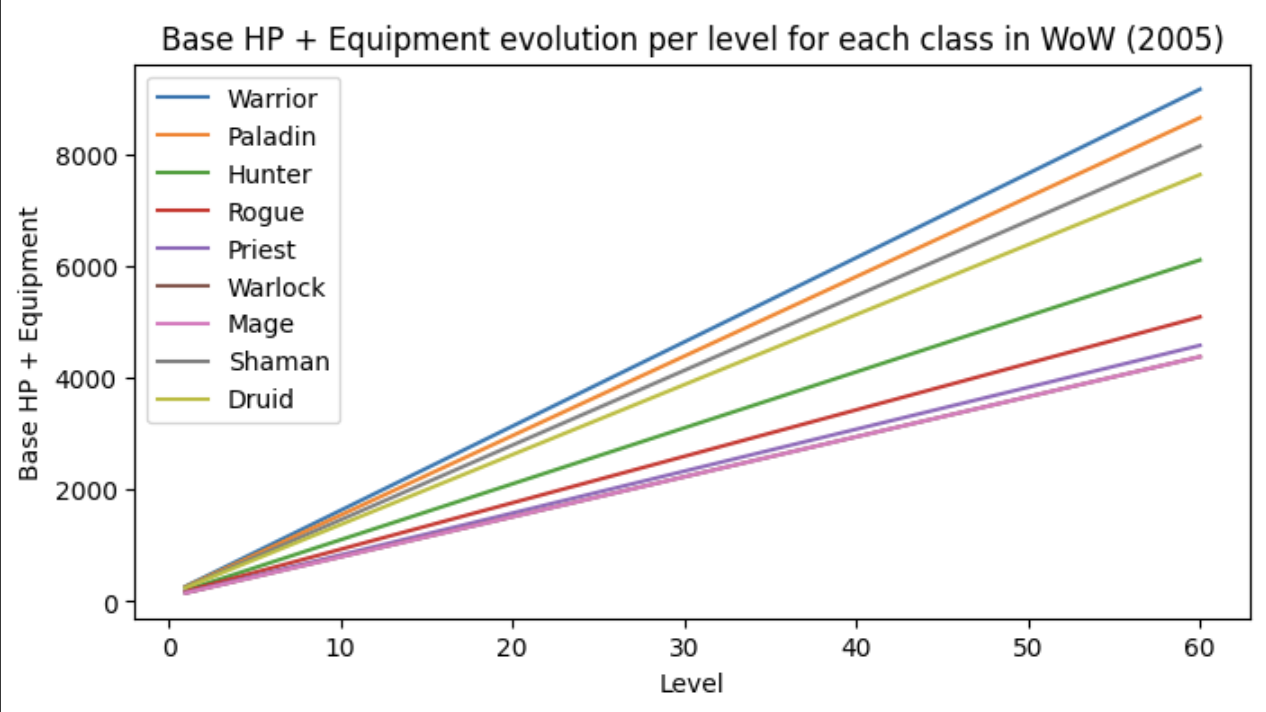 Base HP + Equipment evolution per level for each class in WoW (2005)
Warrior
Paladin
Hunter
Rogue
Priest
Warlock
Mage
Shaman
Druid
Base HP + Equipment
8000
6000
4000
2000
0
0 10 20 30 40 50 60
Level